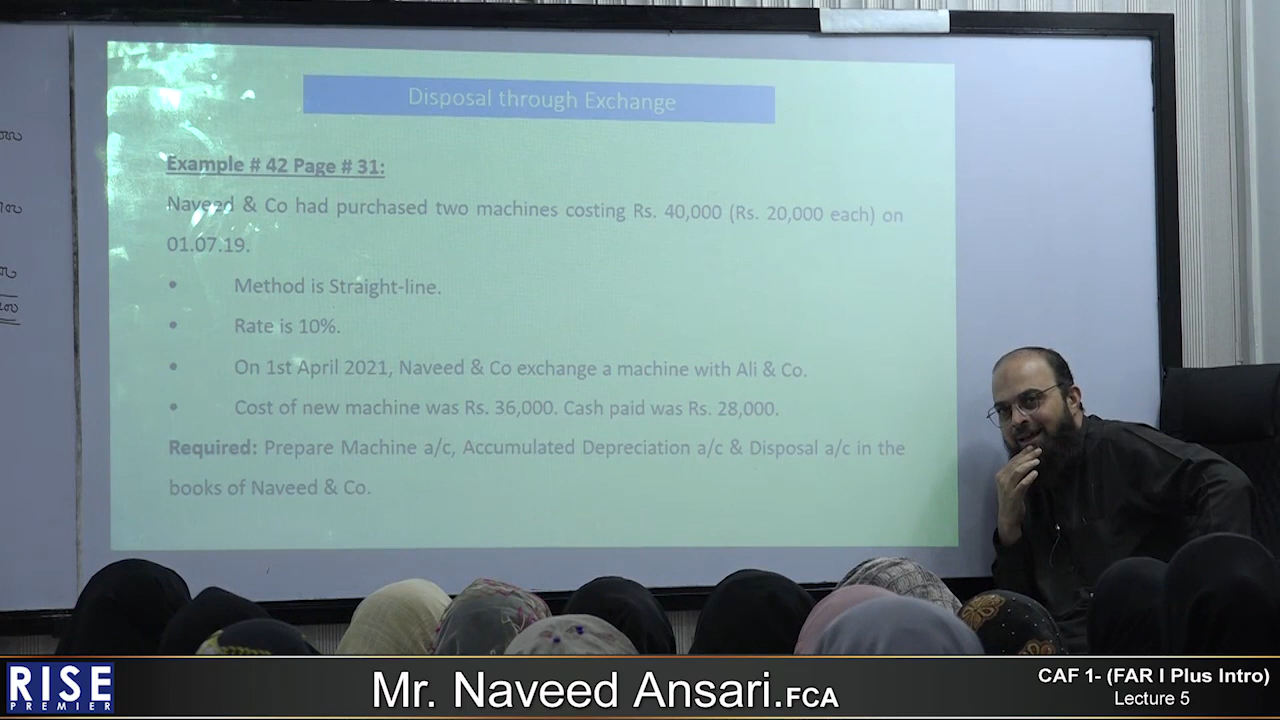 Disposal through Exchange
Example # 42 Page # 31:
Naveed & Co had purchased two machines costing Rs. 40,000 (Rs. 20,000 each) on
01.07.19.
• Method is Straight-line.
• Rate is 10%.
• On 1st April 2021, Naveed & Co exchange a machine with Ali & Co.
• Cost of new machine was Rs. 36,000. Cash paid was Rs. 28,000.
Required: Prepare Machine a/c, Accumulated Depreciation a/c & Disposal a/c in the
books of Naveed & Co.
RISE
PREMIER
Mr. Naveed Ansari.FCA
CAF 1- (FAR I Plus Intro)
Lecture 5